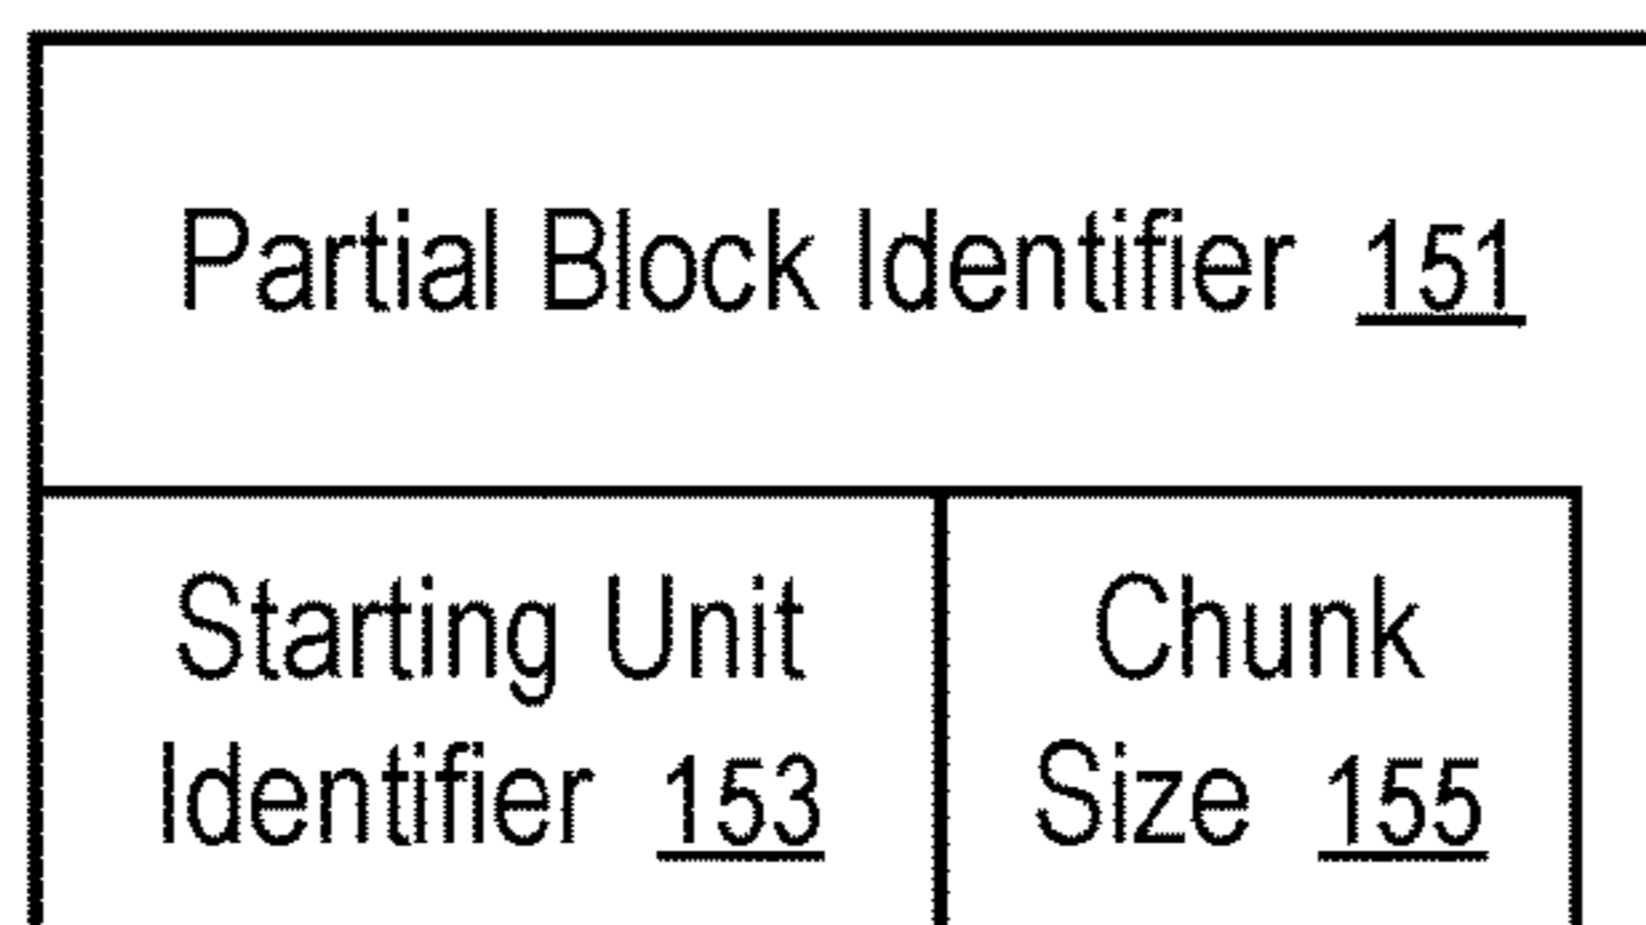 Partial Block Identifier 151
Starting Unit
Identifier 153
Chunk
Size 155